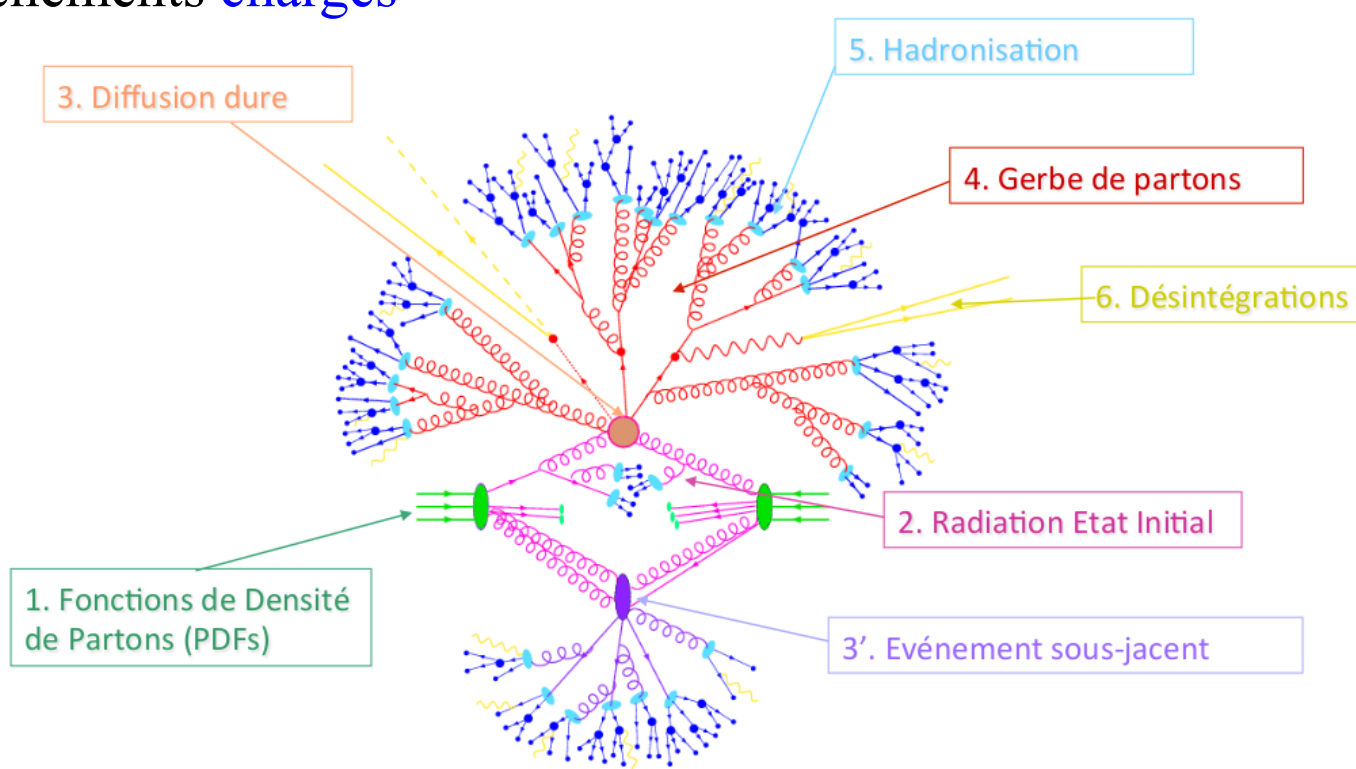 charges
5. Hadronisation
3. Diffusion dure
4. Gerbe de partons
6. Désintégrations
2. Radiation Etat Initial
1. Fonctions de Densité
de Partons (PDFs)
3’. Evénement sous-jacent